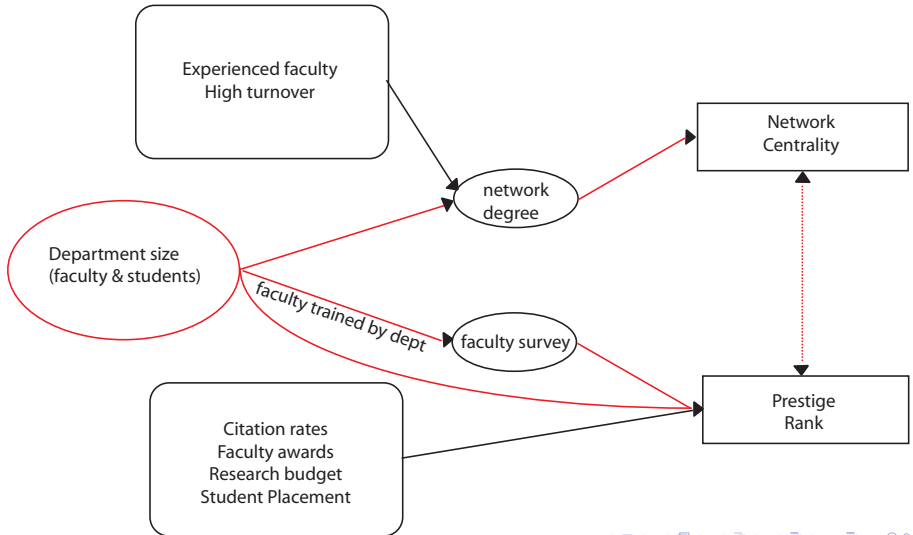 Experienced faculty
High turnover
Network
Centrality
network
degree
Department size
(faculty & students)
faculty trained by dept
faculty survey
Prestige
Rank
Citation rates
Faculty awards
Research budget
Student Placement